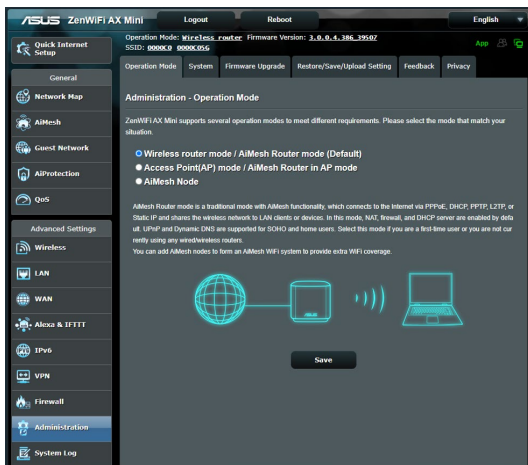 ASUS ZenWiFi AX Mini Logout Reboot English
Quick Internet Setup
Operation Mode: Wireless router Firmware Version: 3.0.0.4.386_39507
SSID: 0000C0 0000C05G
App
Operation Mode System Firmware Upgrade Restore/Save/Upload Setting Feedback Privacy
General
Network Map
AiMesh
Guest Network
AiProtection
QoS
Advanced Settings
Wireless
LAN
WAN
Alexa & IFTTT
IPv6
VPN
Firewall
Administration
System Log
Administration - Operation Mode
ZenWiFi AX Mini supports several operation modes to meet different requirements. Please select the mode that match your
situation.
Wireless router mode / AiMesh Router mode (Default)
Access Point(AP) mode / AiMesh Router in AP mode
AiMesh Node
AiMesh Router mode is a traditional mode with AiMesh functionality, which connects to the Internet via PPPoE, DHCP, PPTP, L2TP, or
Static IP and shares the wireless network to LAN clients or devices. In this mode, NAT, firewall, and DHCP server are enabled by defa
ult. UPnP and Dynamic DNS are supported for SOHO and home users. Select this mode if you are a first-time user or you are not cur
rently using any wired/wireless routers.
You can add AiMesh nodes to form an AiMesh WiFi system to provide extra WiFi coverage.
ASUS
Save